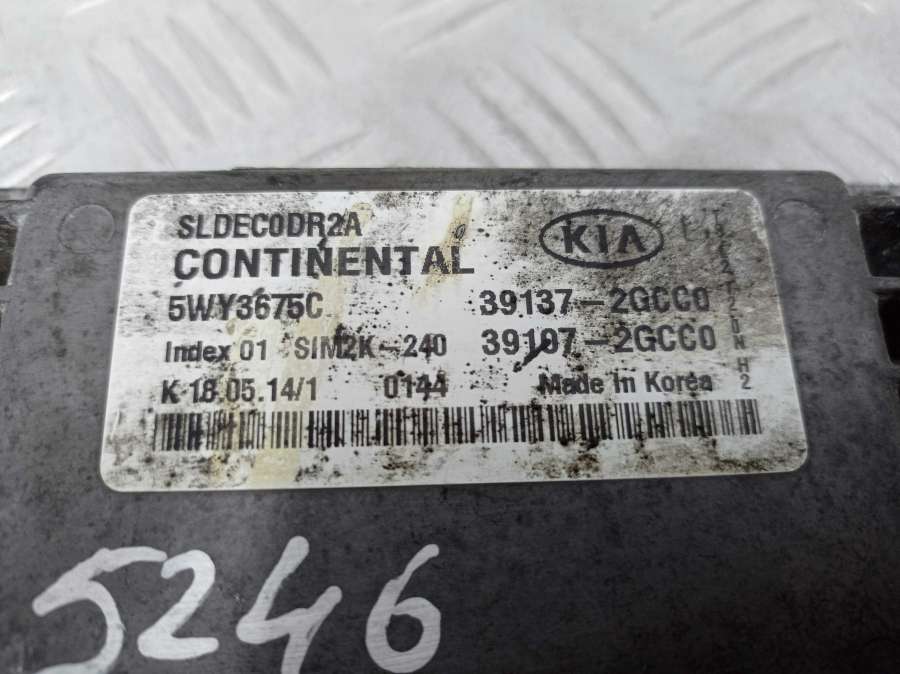 SLDEC0DR2A
CONTINENTAL
KIA
5WY3675C 39137-2GCC0
Index 01 SIM2K-240 39107-2GCC0
K 18.05.14/1 0144 Made In Korea
5246